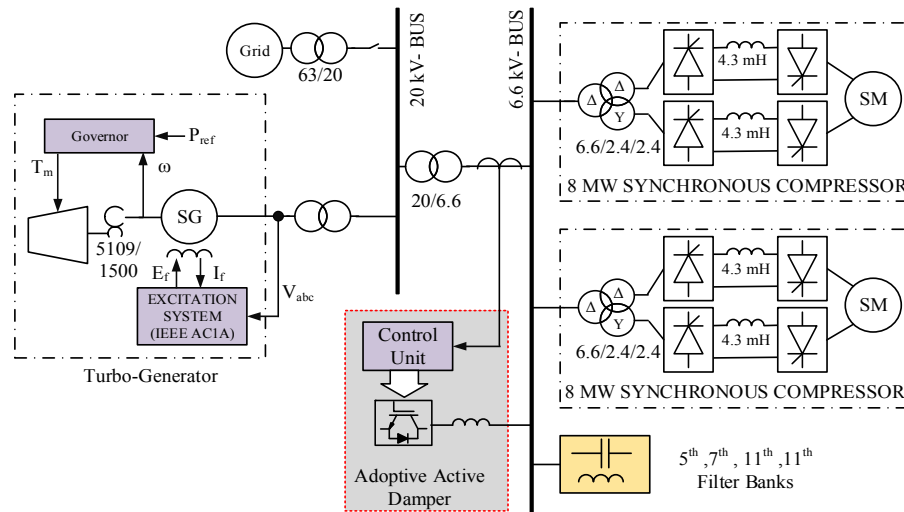 Grid
63/20
20 kV- BUS
6.6 kV- BUS
Governor
P_ref
T_m
ω
SG
5109/
1500
E_f
I_f
EXCITATION
SYSTEM
(IEEE AC1A)
V_abc
Turbo-Generator
20/6.6
Control
Unit
Adoptive Active
Damper
Δ
Δ
Y
6.6/2.4/2.4
4.3 mH
4.3 mH
SM
8 MW SYNCHRONOUS COMPRESSOR
Δ
Δ
Y
6.6/2.4/2.4
4.3 mH
4.3 mH
SM
8 MW SYNCHRONOUS COMPRESSOR
5th ,7th , 11th ,11th
Filter Banks